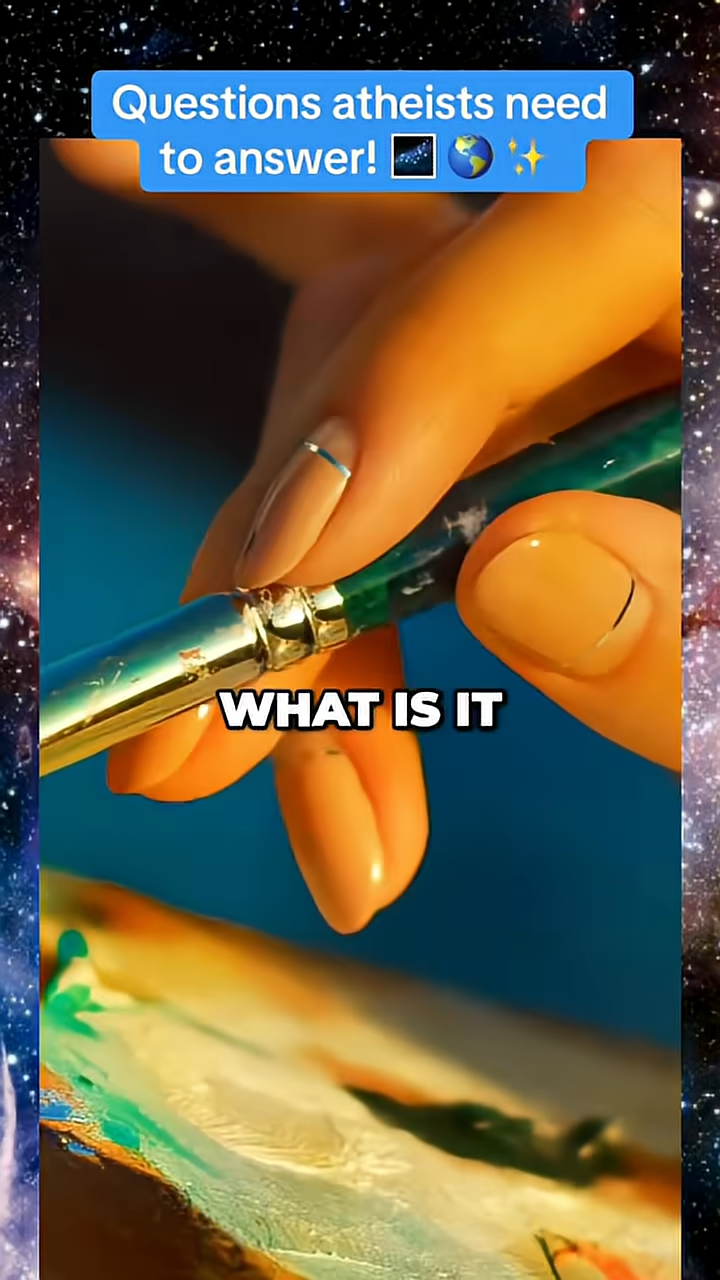 Questions atheists need
to answer! 🌌 🌎 ✨
WHAT IS IT